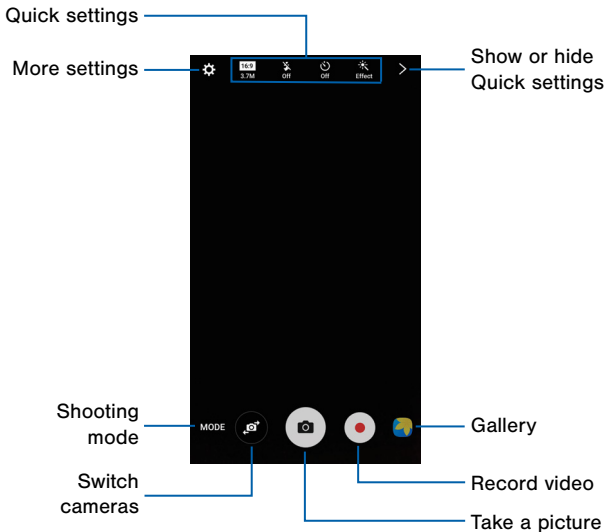 Quick settings
More settings
Show or hide
Quick settings
16:9
3.7M
Off
Off
Effect
Shooting
mode
MODE
Gallery
Switch
cameras
Record video
Take a picture